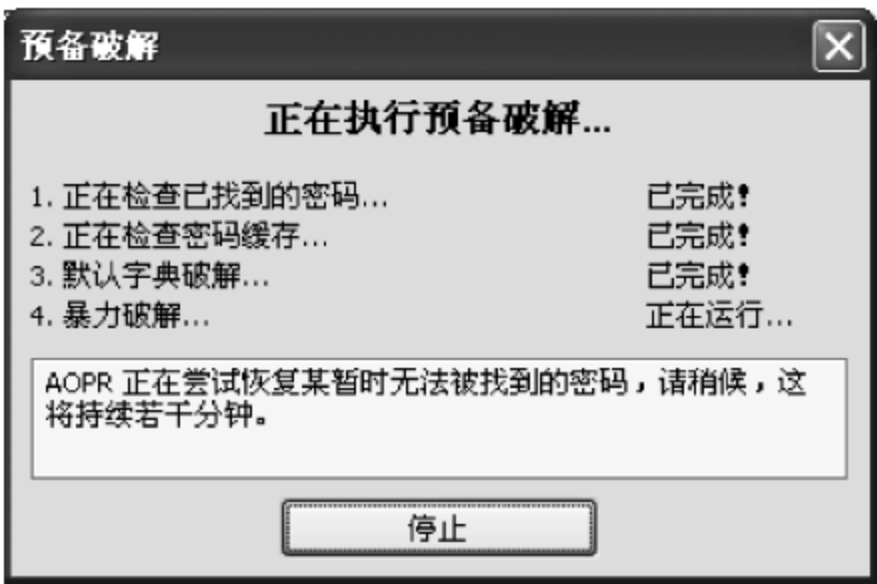 预备破解
正在执行预备破解...
1. 正在检查已找到的密码... 已完成!
2. 正在检查密码缓存... 已完成!
3. 默认字典破解... 已完成!
4. 暴力破解... 正在运行...
AOPR 正在尝试恢复某暂时无法被找到的密码，请稍候，这
将持续若干分钟。
停止